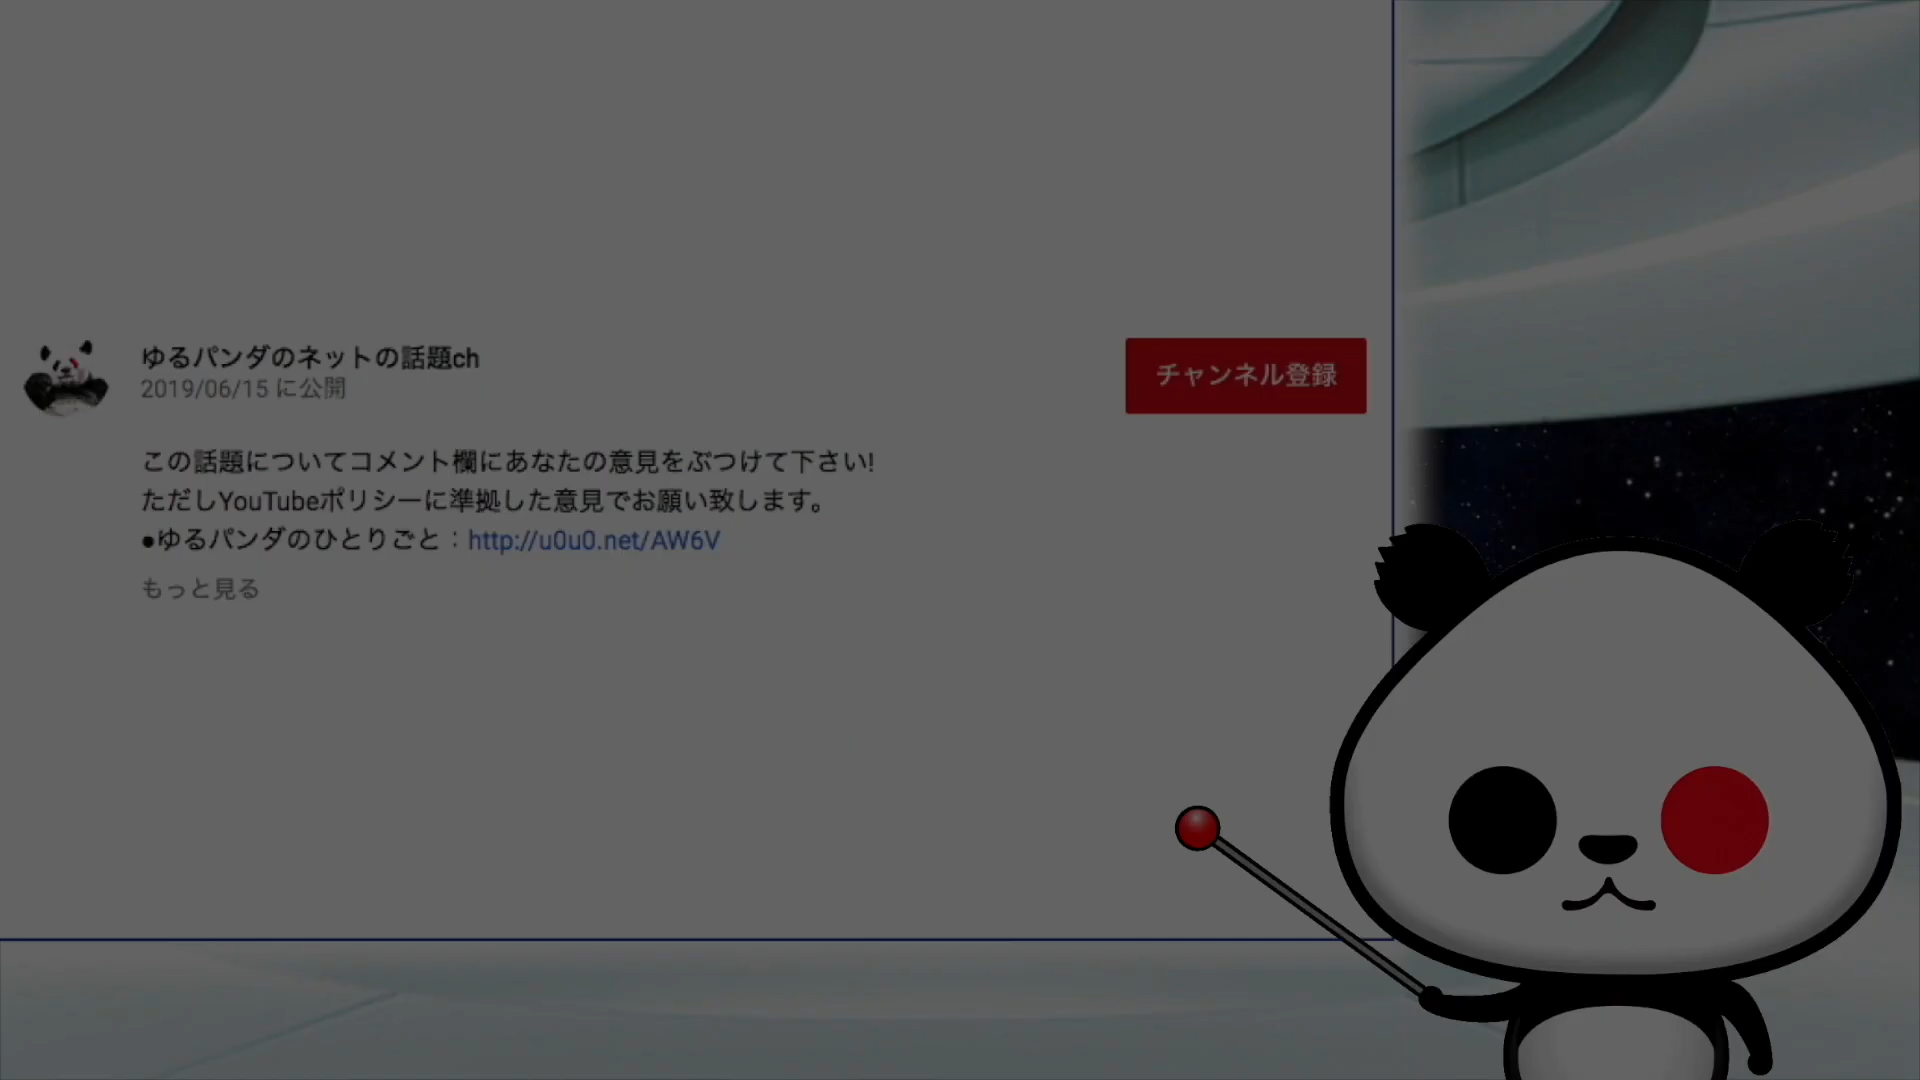 ゆるパンダのネットの話題ch
2019/06/15 に公開
チャンネル登録
この話題についてコメント欄にあなたの意見をぶつけて下さい!
ただしYouTubeポリシーに準拠した意見でお願い致します。
●ゆるパンダのひとりごと：http://u0u0.net/AW6V
もっと見る